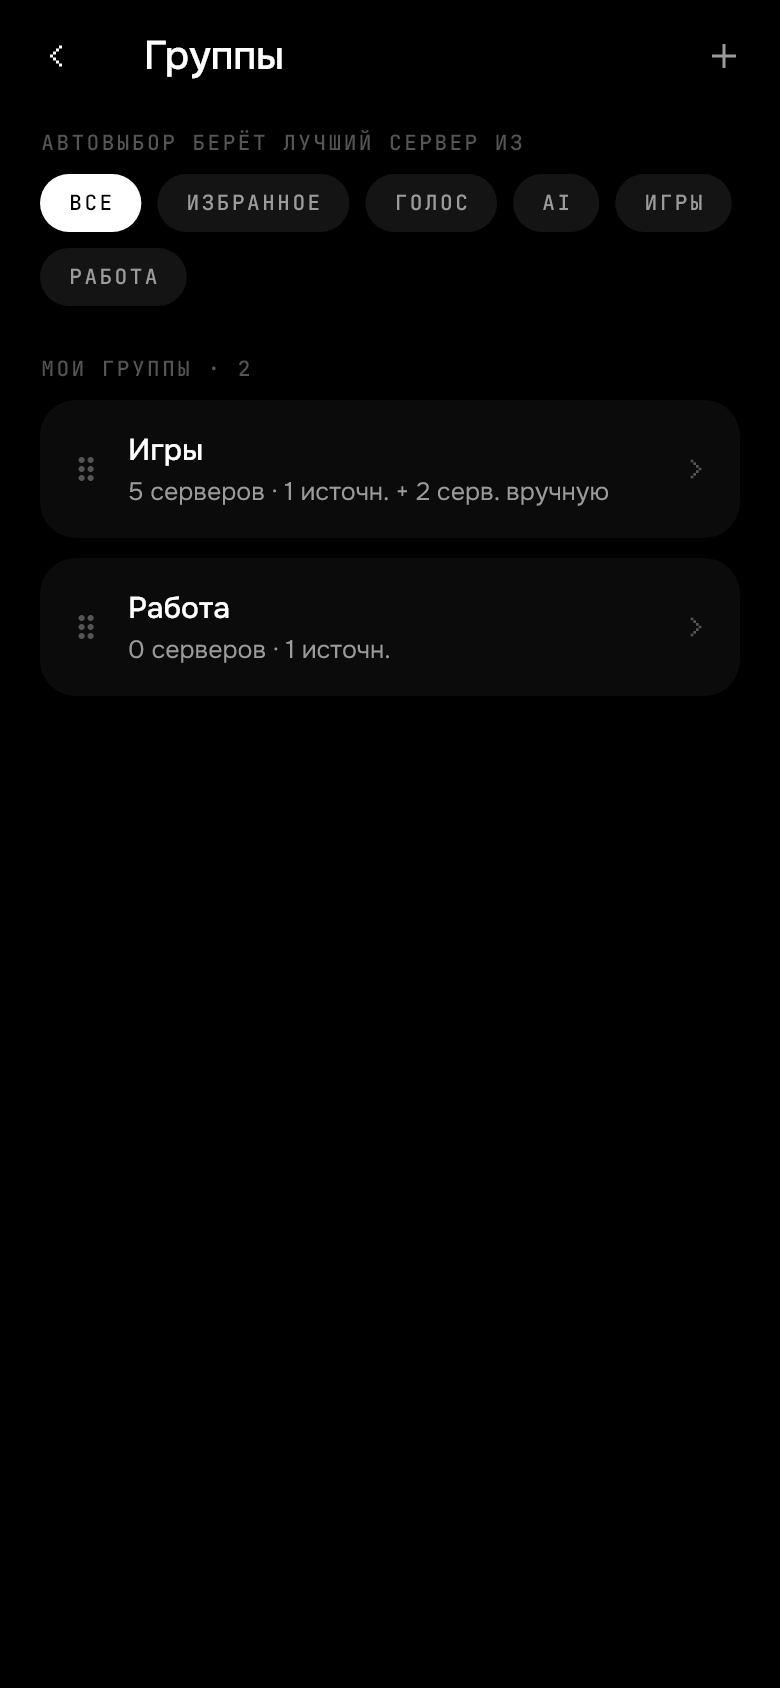 Группы
АВТОВЫБОР БЕРЁТ ЛУЧШИЙ СЕРВЕР ИЗ
ВСЕ ИЗБРАННОЕ ГОЛОС AI ИГРЫ
РАБОТА
МОИ ГРУППЫ · 2
Игры
5 серверов · 1 источн. + 2 серв. вручную
Работа
0 серверов · 1 источн.